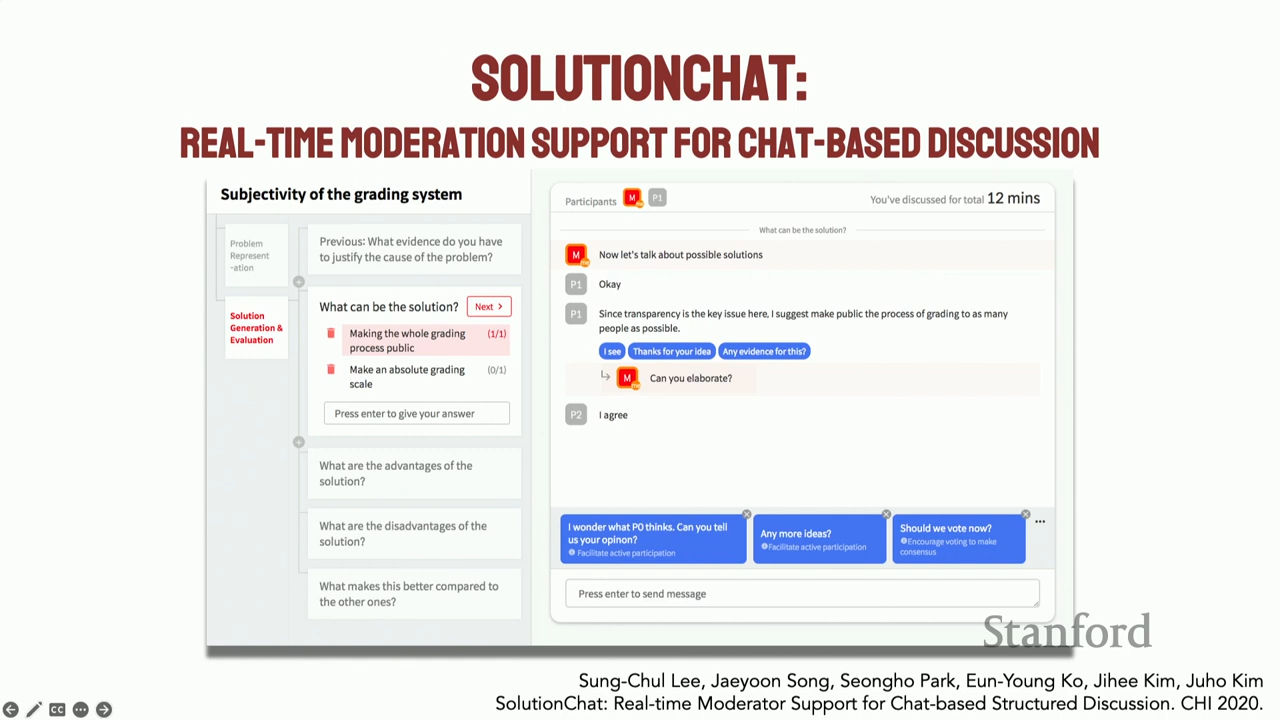 SOLUTIONCHAT:
REAL-TIME MODERATION SUPPORT FOR CHAT-BASED DISCUSSION
Subjectivity of the grading system
Problem
Represent
-ation
Solution
Generation &
Evaluation
Previous: What evidence do you have
to justify the cause of the problem?
What can be the solution?
Next >
Making the whole grading
process public
(1/1)
Make an absolute grading
scale
(0/1)
Press enter to give your answer
What are the advantages of the
solution?
What are the disadvantages of the
solution?
What makes this better compared to
the other ones?
Participants
M
me
P1
You've discussed for total 12 mins
What can be the solution?
M
me
Now let's talk about possible solutions
P1
Okay
P1
Since transparency is the key issue here, I suggest make public the process of grading to as many
people as possible.
I see
Thanks for your idea
Any evidence for this?
M
me
Can you elaborate?
P2
I agree
I wonder what P0 thinks. Can you tell
us your opinon?
Facilitate active participation
Any more ideas?
Facilitate active participation
Should we vote now?
Encourage voting to make
consensus
Press enter to send message
Stanford
Sung-Chul Lee, Jaeyoon Song, Seongho Park, Eun-Young Ko, Jihee Kim, Juho Kim
SolutionChat: Real-time Moderator Support for Chat-based Structured Discussion. CHI 2020.
CC